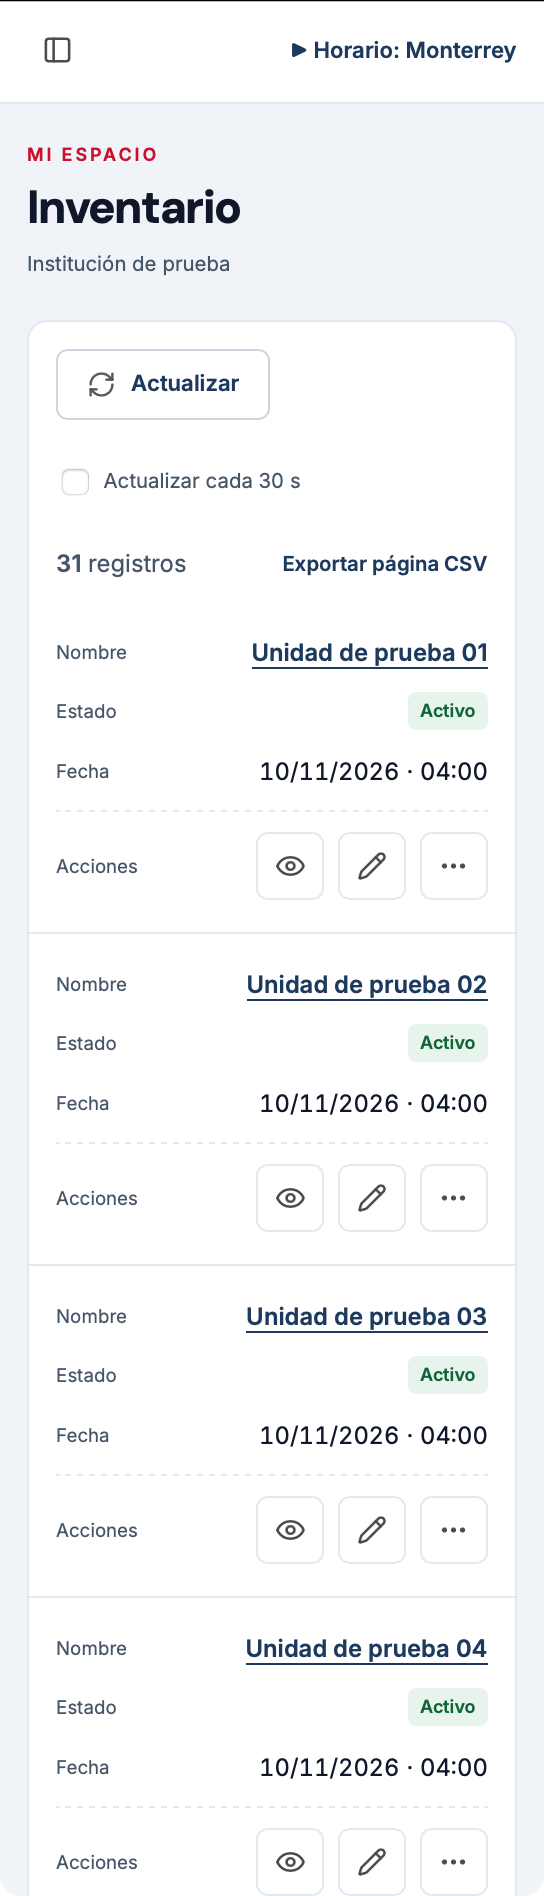 Horario: Monterrey
MI ESPACIO
Inventario
Institución de prueba
Actualizar
Actualizar cada 30 s
31 registros Exportar página CSV
Nombre Unidad de prueba 01
Estado Activo
Fecha 10/11/2026 · 04:00
Acciones
Nombre Unidad de prueba 02
Estado Activo
Fecha 10/11/2026 · 04:00
Acciones
Nombre Unidad de prueba 03
Estado Activo
Fecha 10/11/2026 · 04:00
Acciones
Nombre Unidad de prueba 04
Estado Activo
Fecha 10/11/2026 · 04:00
Acciones